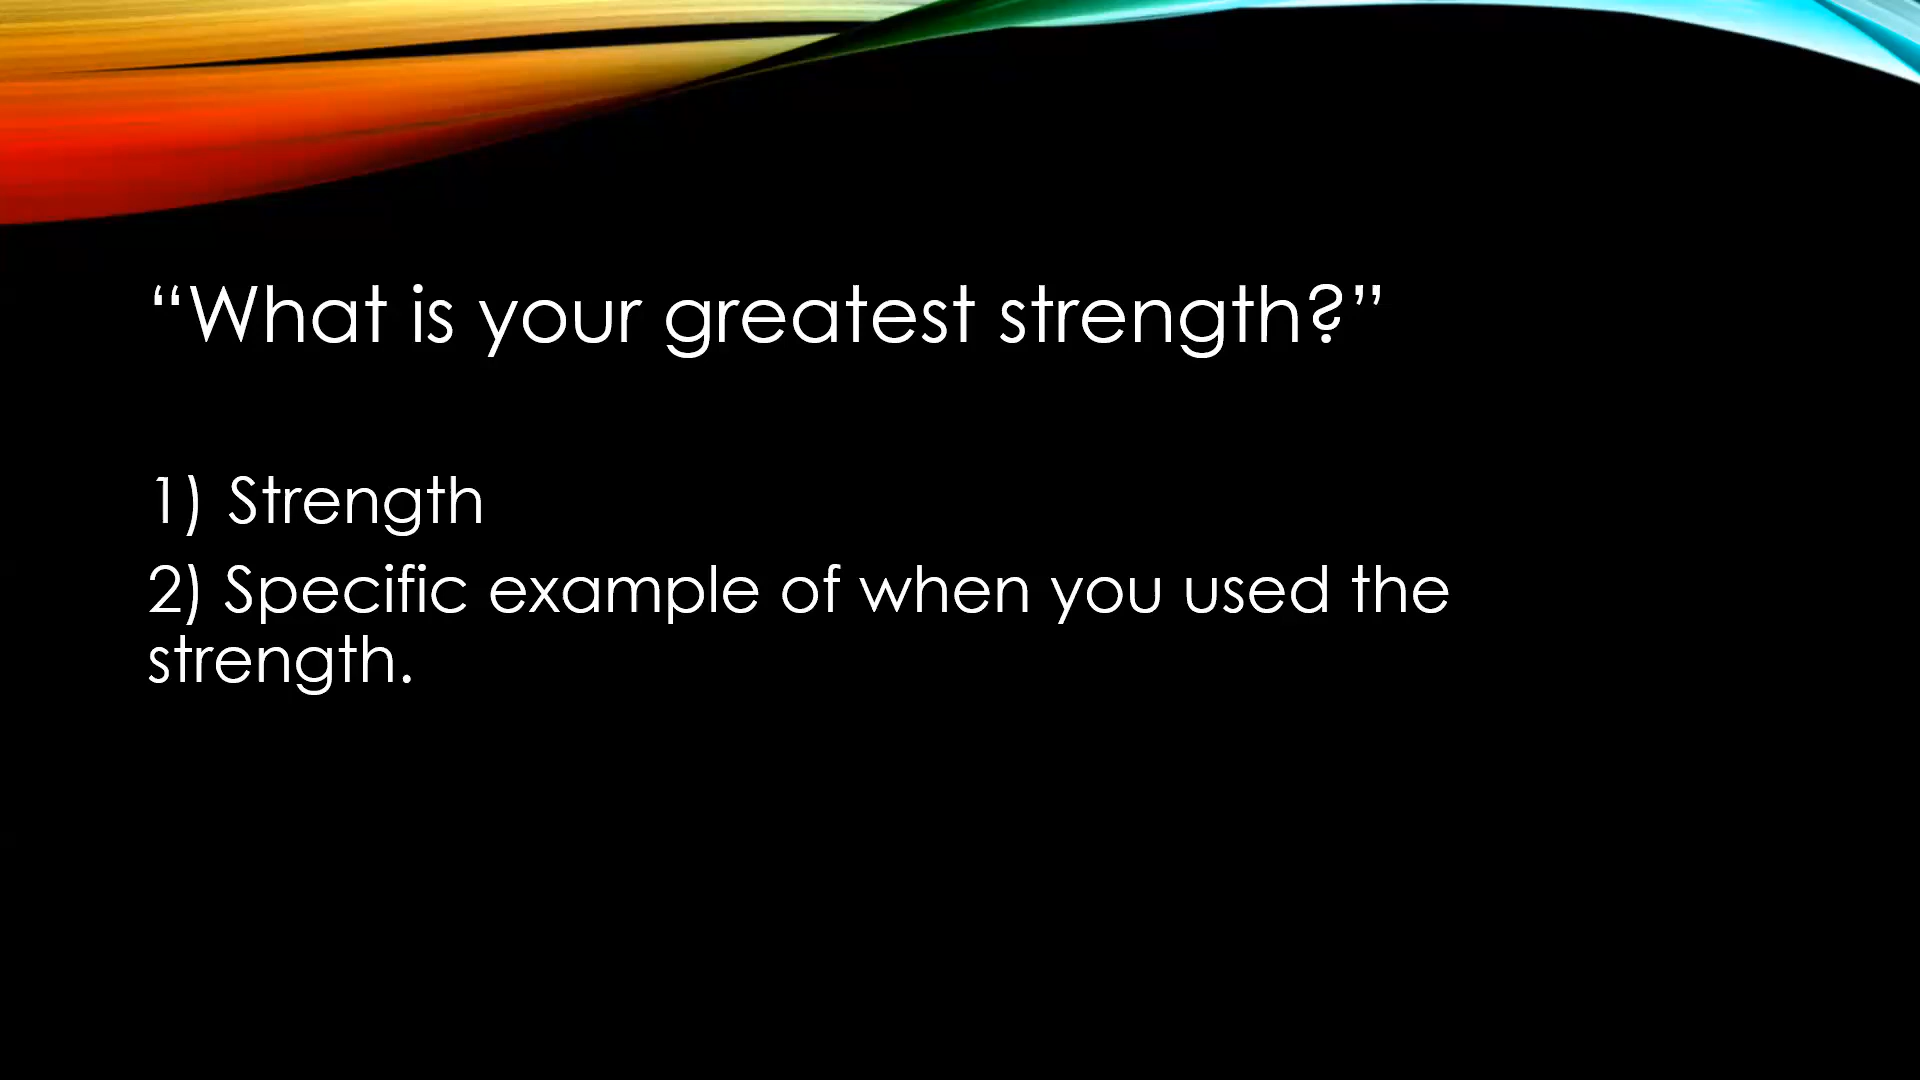 “What is your greatest strength?”
1) Strength
2) Specific example of when you used the
strength.